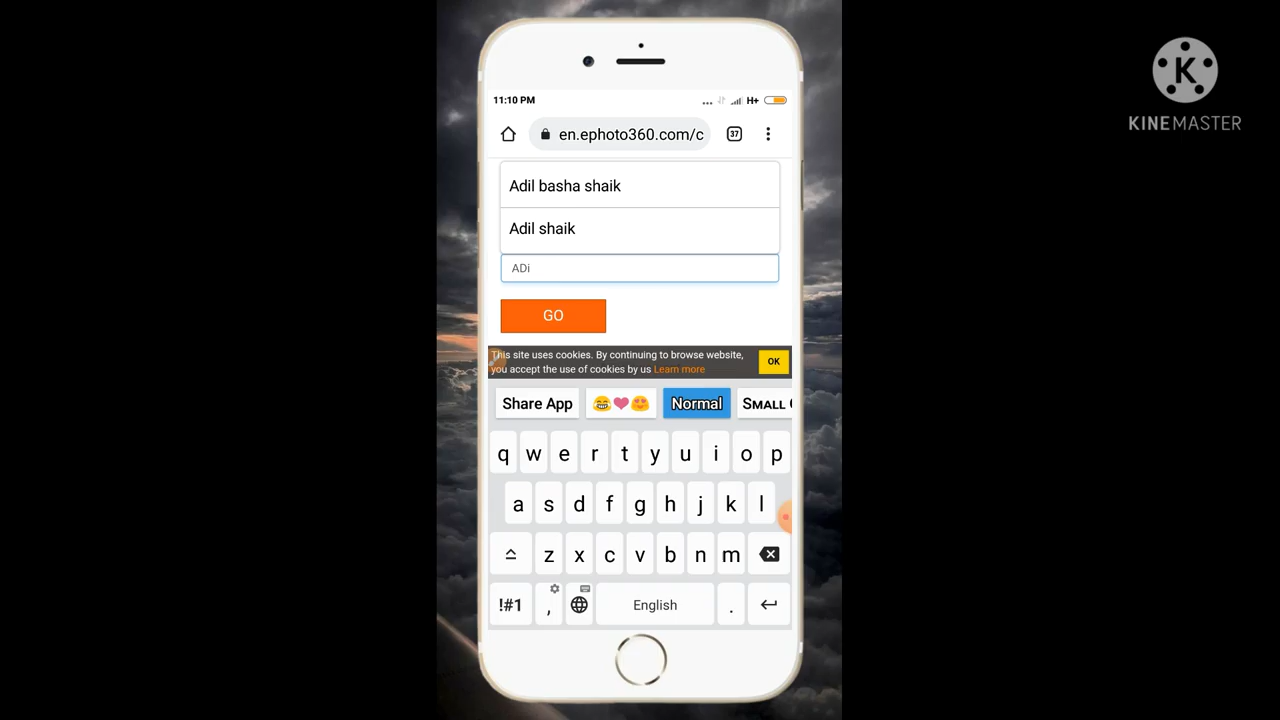 11:10 PM
H+
en.ephoto360.com/c
37
Adil basha shaik
Adil shaik
ADi
GO
This site uses cookies. By continuing to browse website,
you accept the use of cookies by us Learn more
OK
Share App
Normal
SMALL
q w e r t y u i o p
a s d f g h j k l
z x c v b n m
!#1 , English .
K
KINEMASTER